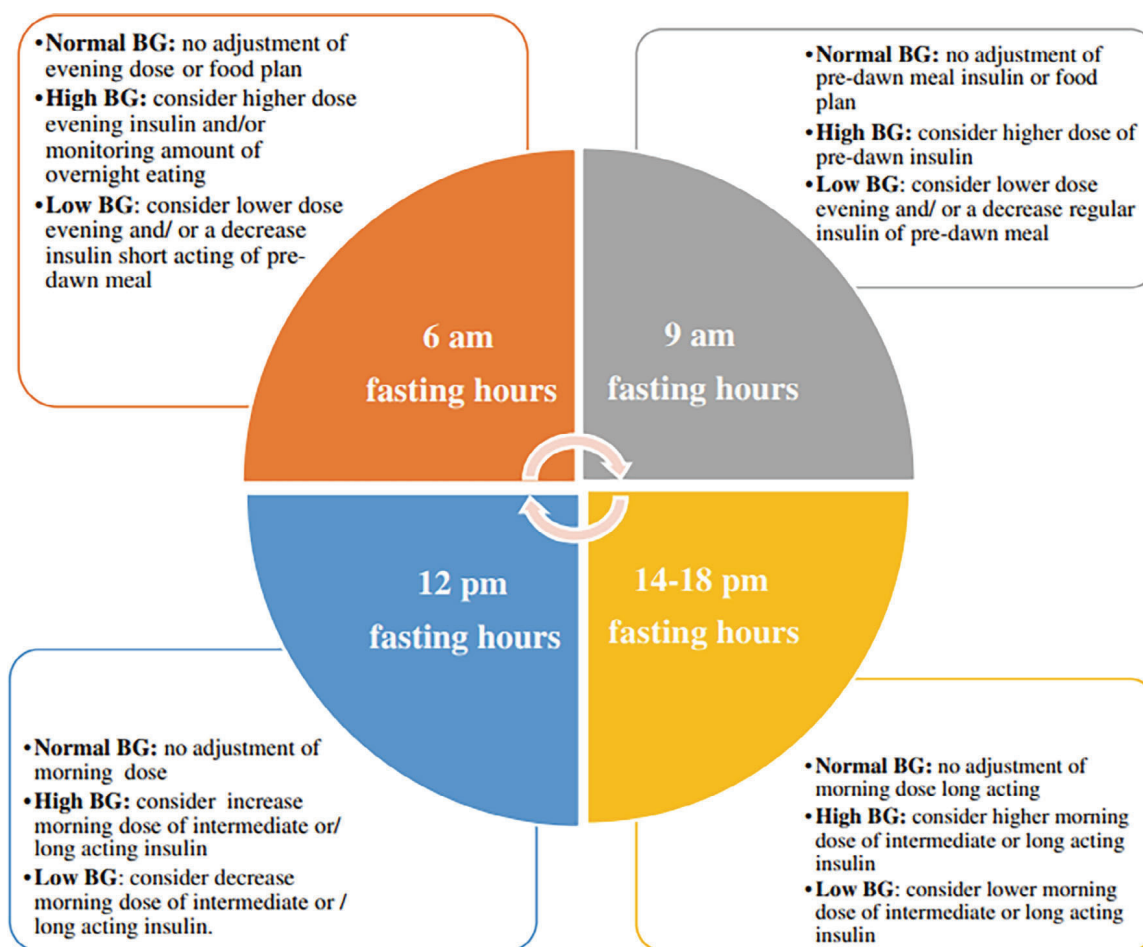 •Normal BG: no adjustment of
evening dose or food plan
•High BG: consider higher dose
evening insulin and/or
monitoring amount of
overnight eating
•Low BG: consider lower dose
evening and/ or a decrease
insulin short acting of pre-
dawn meal
•Normal BG: no adjustment of
pre-dawn meal insulin or food
plan
•High BG: consider higher dose of
pre-dawn insulin
•Low BG: consider lower dose
evening and/ or a decrease regular
insulin of pre-dawn meal
6 am
fasting hours
9 am
fasting hours
12 pm
fasting hours
14-18 pm
fasting hours
•Normal BG: no adjustment of
morning dose
•High BG: consider increase
morning dose of intermediate or/
long acting insulin
•Low BG: consider decrease
morning dose of intermediate or /
long acting insulin.
•Normal BG: no adjustment of
morning dose long acting
•High BG: consider higher morning
dose of intermediate or long acting
insulin
•Low BG: consider lower morning
dose of intermediate or long acting
insulin